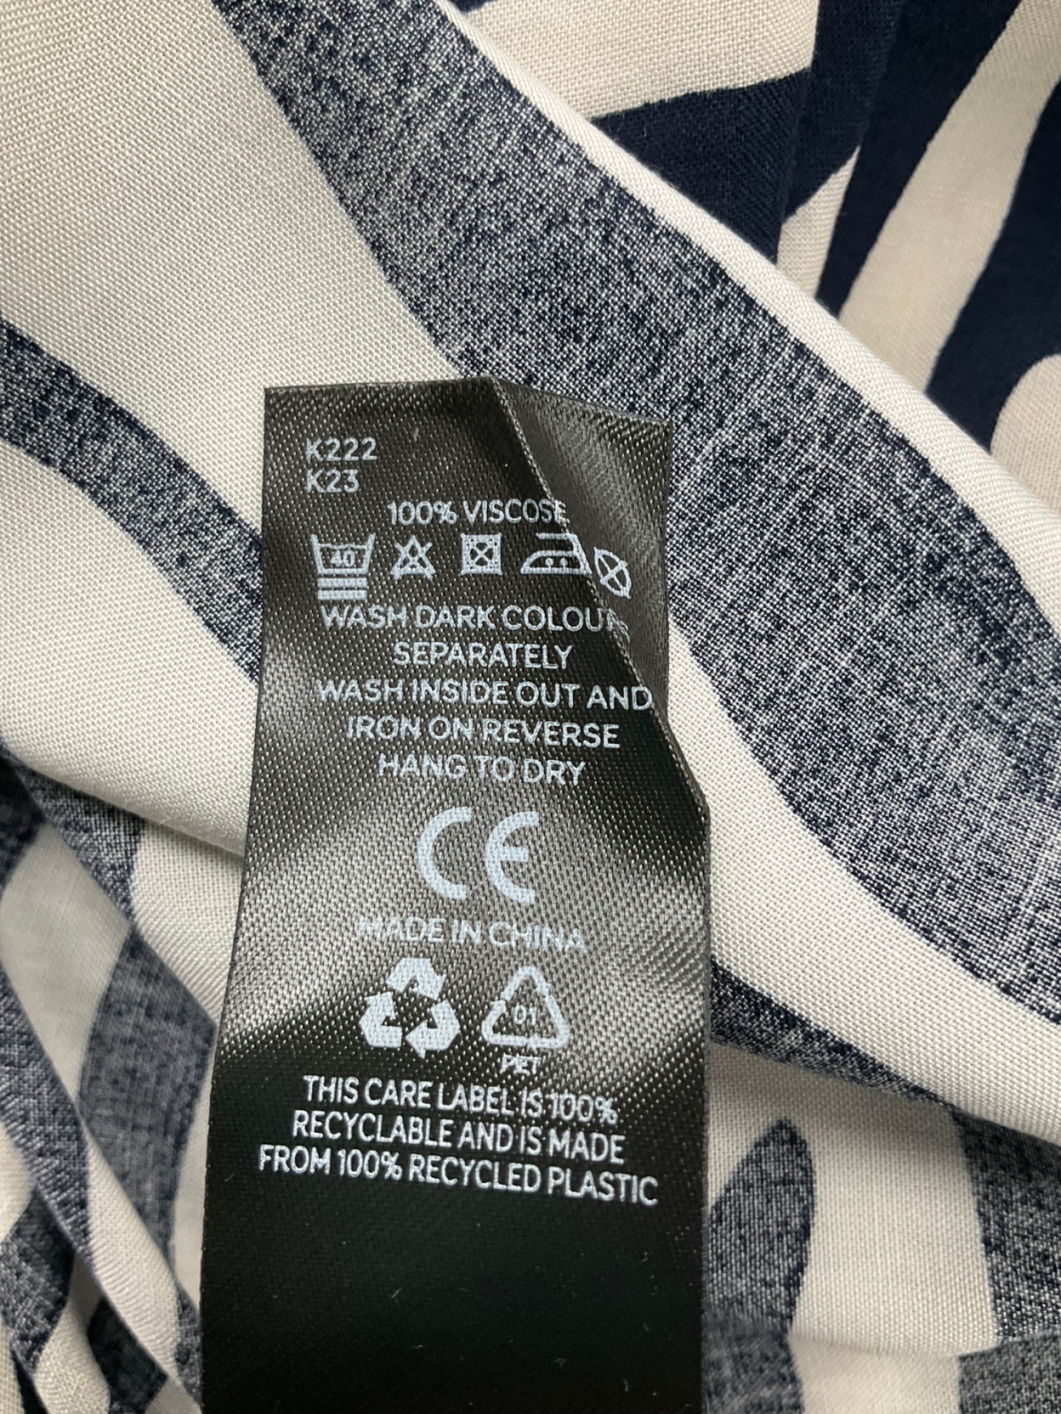 K222
K23
100% VISCOSE
40
WASH DARK COLOURS
SEPARATELY
WASH INSIDE OUT AND
IRON ON REVERSE
HANG TO DRY
CE
MADE IN CHINA
01
PET
THIS CARE LABEL IS 100%
RECYCLABLE AND IS MADE
FROM 100% RECYCLED PLASTIC